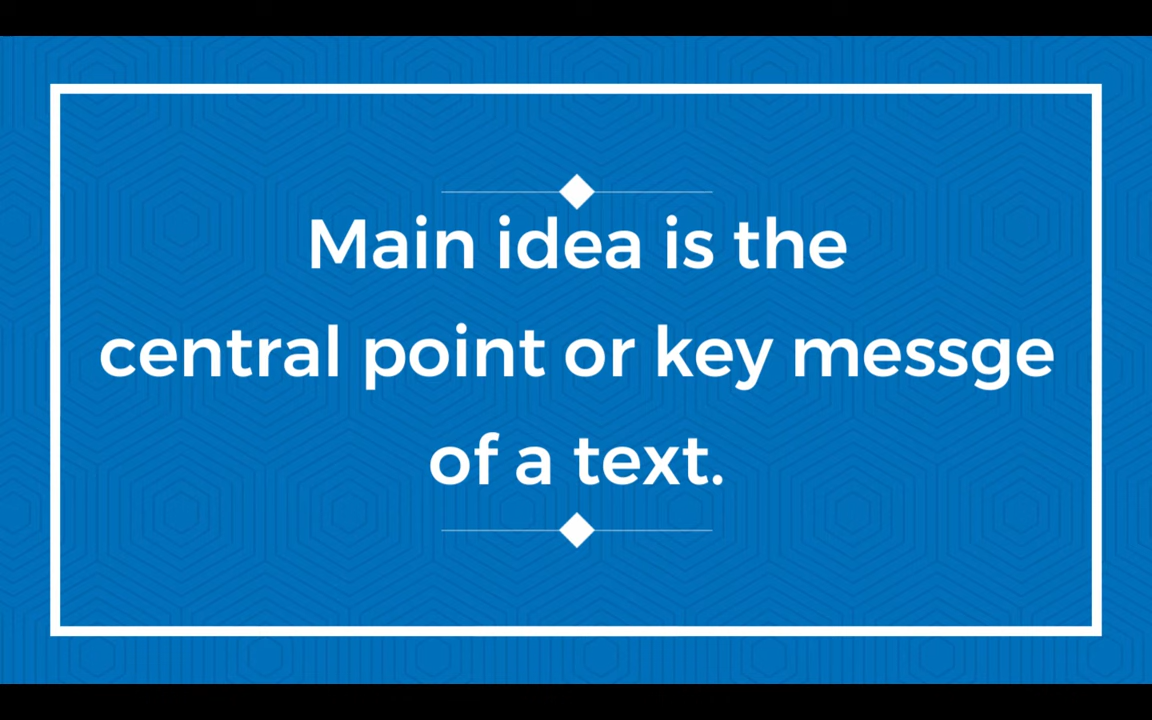 Main idea is the
central point or key messge
of a text.